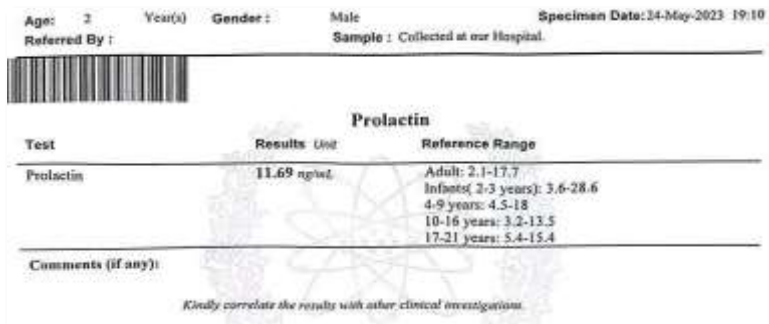 Age: 2 Year(s) Gender : Male Specimen Date: 24-May-2023 19:10
Referred By : Sample : Collected at our Hospital.
Prolactin
Test Results Unit Reference Range
Prolactin 11.69 ng/mL Adult: 2.1-17.7
Infants( 2-3 years): 3.6-28.6
4-9 years: 4.5-18
10-16 years: 3.2-13.5
17-21 years: 5.4-15.4
Comments (if any):
Kindly correlate the results with other clinical investigations.